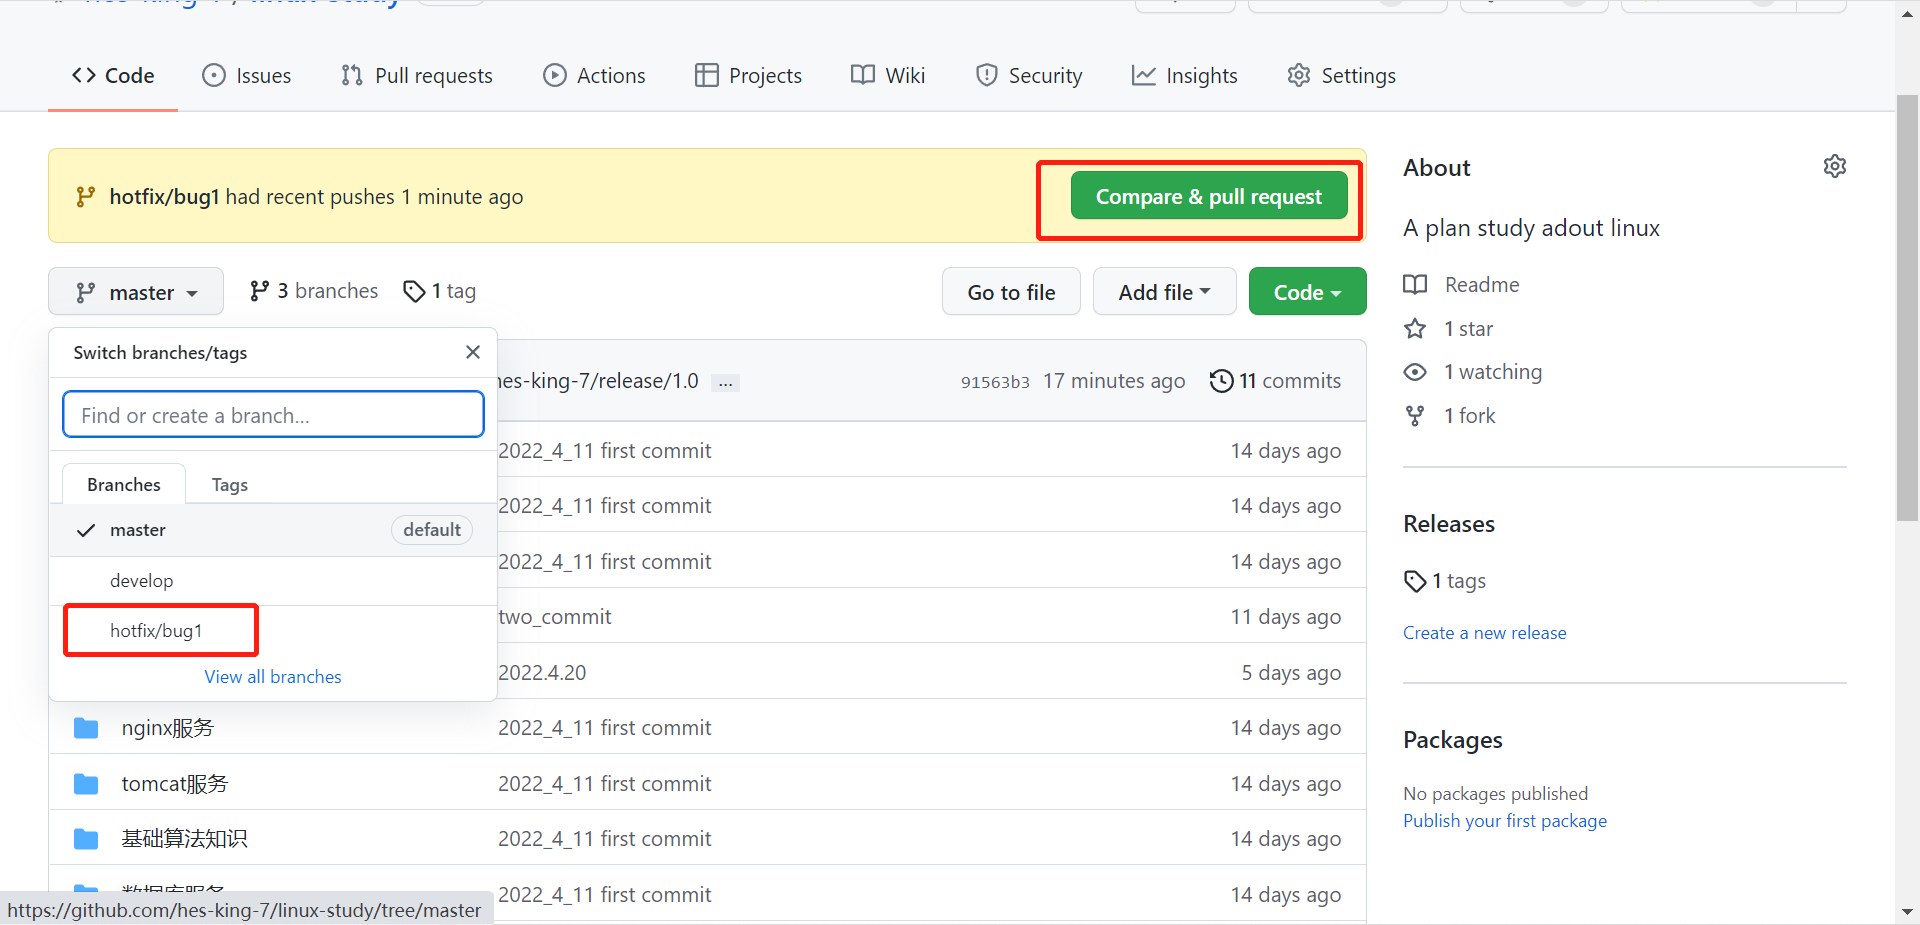 Code Issues Pull requests Actions Projects Wiki Security Insights Settings
hotfix/bug1 had recent pushes 1 minute ago
Compare & pull request
master 3 branches 1 tag
Go to file Add file Code
Switch branches/tags
Find or create a branch...
Branches Tags
master default
develop
hotfix/bug1
View all branches
hes-king-7/release/1.0 ... 91563b3 17 minutes ago 11 commits
2022_4_11 first commit 14 days ago
2022_4_11 first commit 14 days ago
2022_4_11 first commit 14 days ago
two_commit 11 days ago
2022.4.20 5 days ago
nginx服务 2022_4_11 first commit 14 days ago
tomcat服务 2022_4_11 first commit 14 days ago
基础算法知识 2022_4_11 first commit 14 days ago
2022_4_11 first commit 14 days ago
About
A plan study adout linux
Readme
1 star
1 watching
1 fork
Releases
1 tags
Create a new release
Packages
No packages published
Publish your first package
https://github.com/hes-king-7/linux-study/tree/master